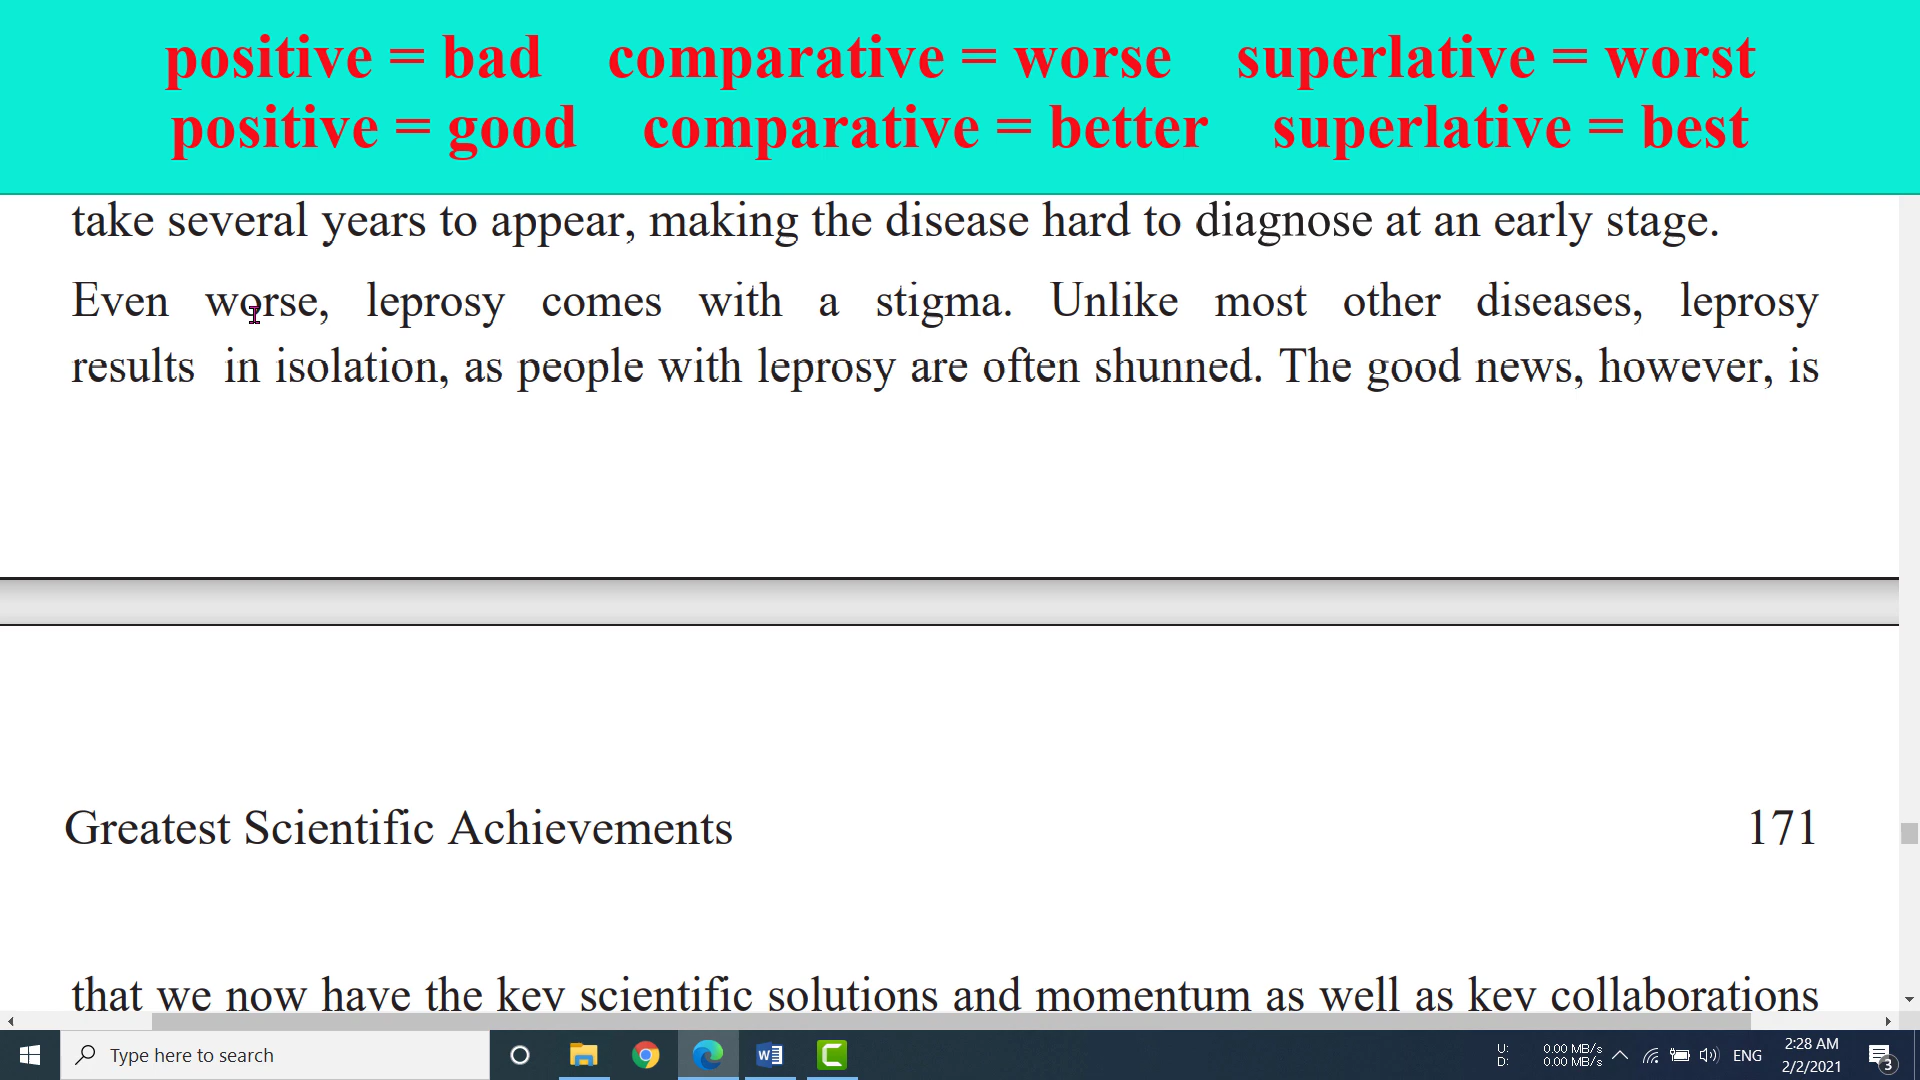 positive = bad comparative = worse superlative = worst
positive = good comparative = better superlative = best
take several years to appear, making the disease hard to diagnose at an early stage.
Even worse, leprosy comes with a stigma. Unlike most other diseases, leprosy
results in isolation, as people with leprosy are often shunned. The good news, however, is
Greatest Scientific Achievements 171
that we now have the key scientific solutions and momentum as well as key collaborations
Type here to search
U: 0.00 MB/s
D: 0.00 MB/s
ENG
2:28 AM
2/2/2021
3